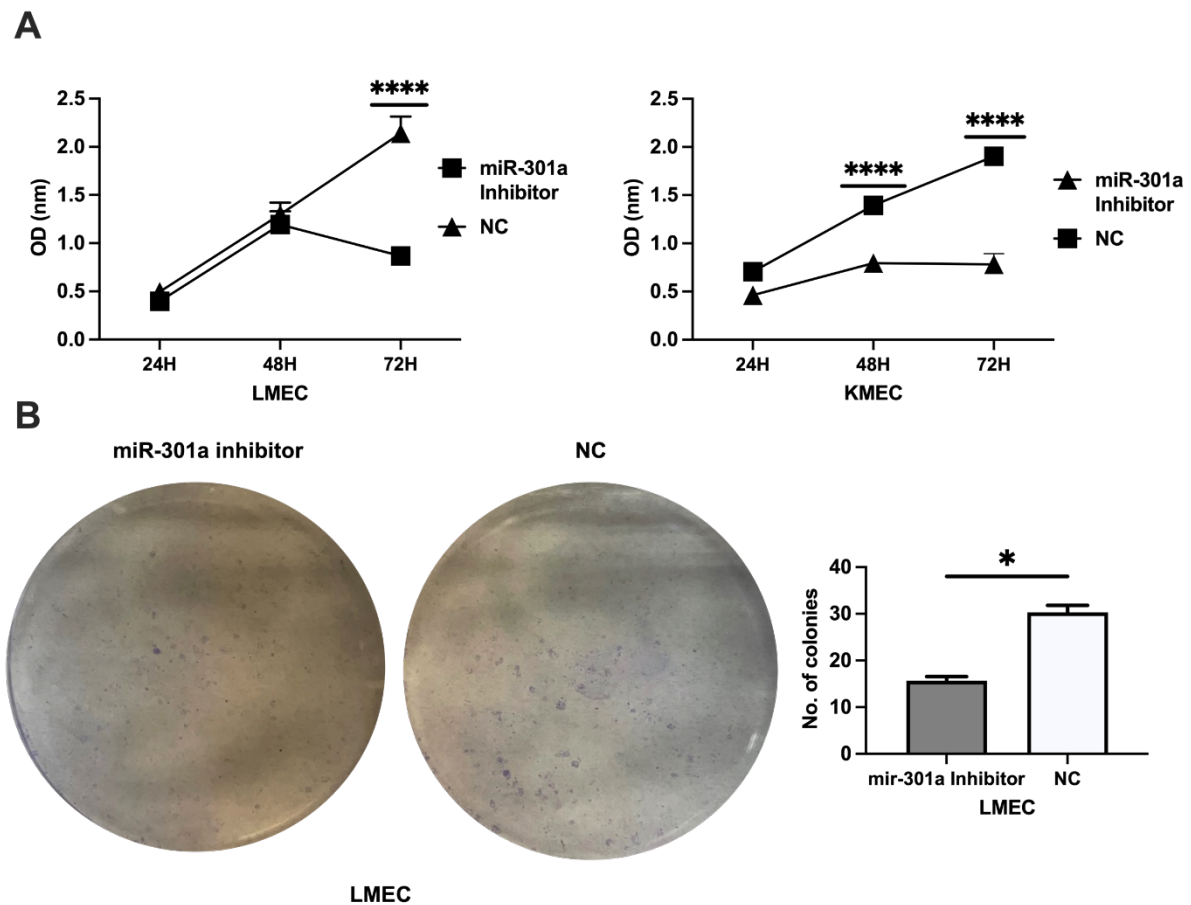 A
2.5
2.0
1.5
1.0
0.5
0.0
OD (nm)
24H
48H
72H
LMEC
****
miR-301a
Inhibitor
NC
2.5
2.0
1.5
1.0
0.5
0.0
OD (nm)
24H
48H
72H
KMEC
****
****
miR-301a
Inhibitor
NC
B
miR-301a inhibitor
NC
LMEC
40
30
20
10
0
No. of colonies
*
mir-301a Inhibitor
NC
LMEC